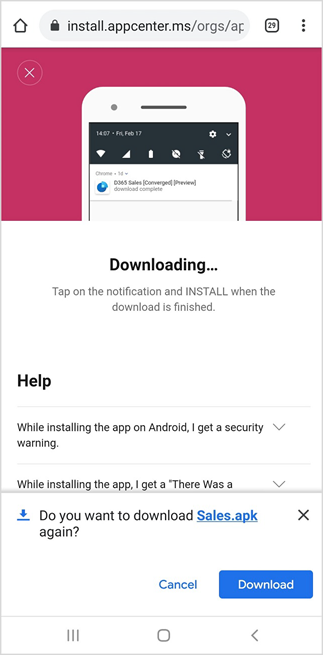 install.appcenter.ms/orgs/ap
29
14:07 • Fri, Feb 17
Chrome • 1d
D365 Sales [Converged] [Preview]
download complete
Downloading...
Tap on the notification and INSTALL when the
download is finished.
Help
While installing the app on Android, I get a security
warning.
While installing the app, I get a "There Was a
Do you want to download Sales.apk
again?
Cancel
Download